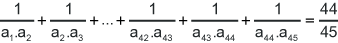 1/a₁.a₂ + 1/a₂.a₃ + ... + 1/a₄₂.a₄₃ + 1/a₄₃.a₄₄ + 1/a₄₄.a₄₅ = 44/45